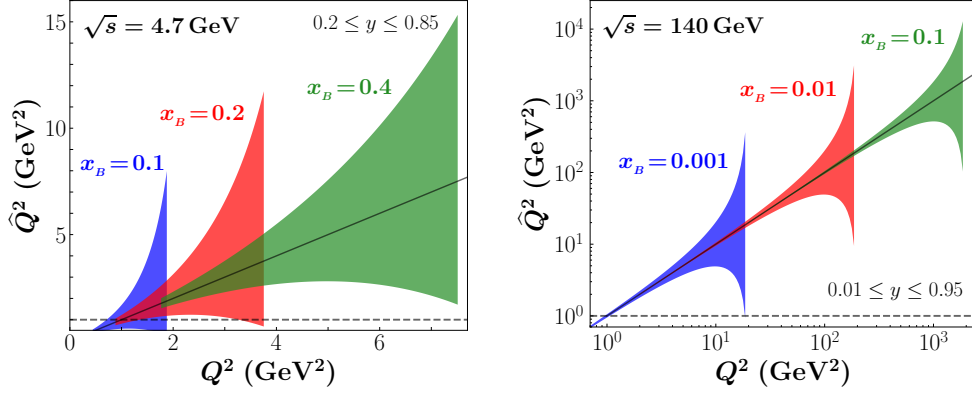 √s = 4.7 GeV
0.2 ≤ y ≤ 0.85
x_B = 0.1
x_B = 0.2
x_B = 0.4
15
10
5
Q̂² (GeV²)
0
2
4
6
Q² (GeV²)
√s = 140 GeV
x_B = 0.1
x_B = 0.01
x_B = 0.001
0.01 ≤ y ≤ 0.95
10⁴
10³
10²
10¹
10⁰
Q̂² (GeV²)
10⁰
10¹
10²
10³
Q² (GeV²)